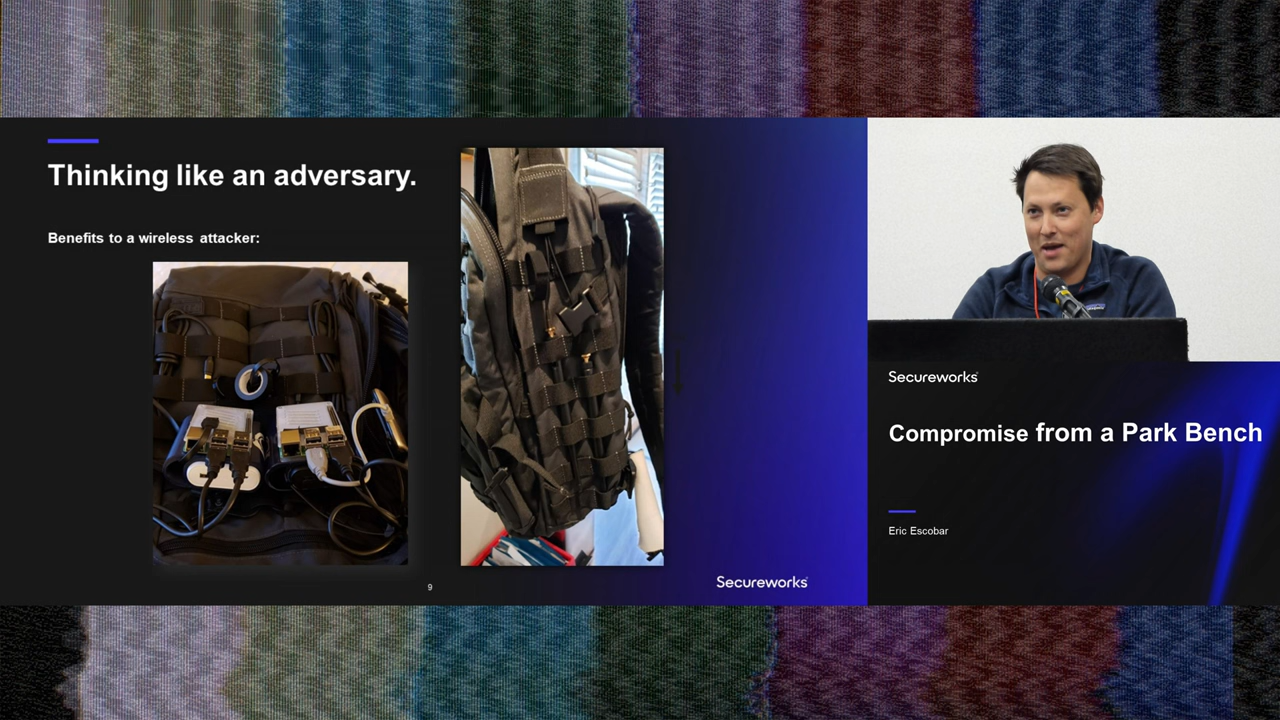 Thinking like an adversary.
Benefits to a wireless attacker:
9
Secureworks
Secureworks
Compromise from a Park Bench
Eric Escobar